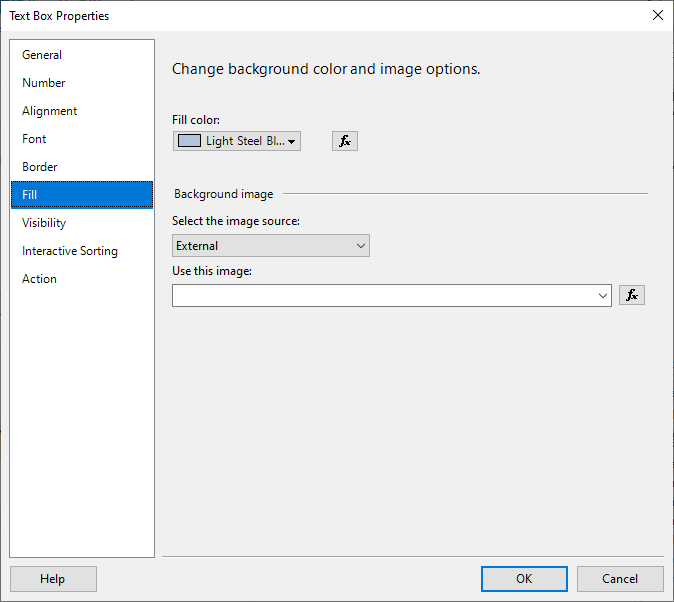 Text Box Properties
General
Number
Alignment
Font
Border
Fill
Visibility
Interactive Sorting
Action
Change background color and image options.
Fill color:
Light Steel Bl...
fx
Background image
Select the image source:
External
Use this image:
fx
Help
OK
Cancel